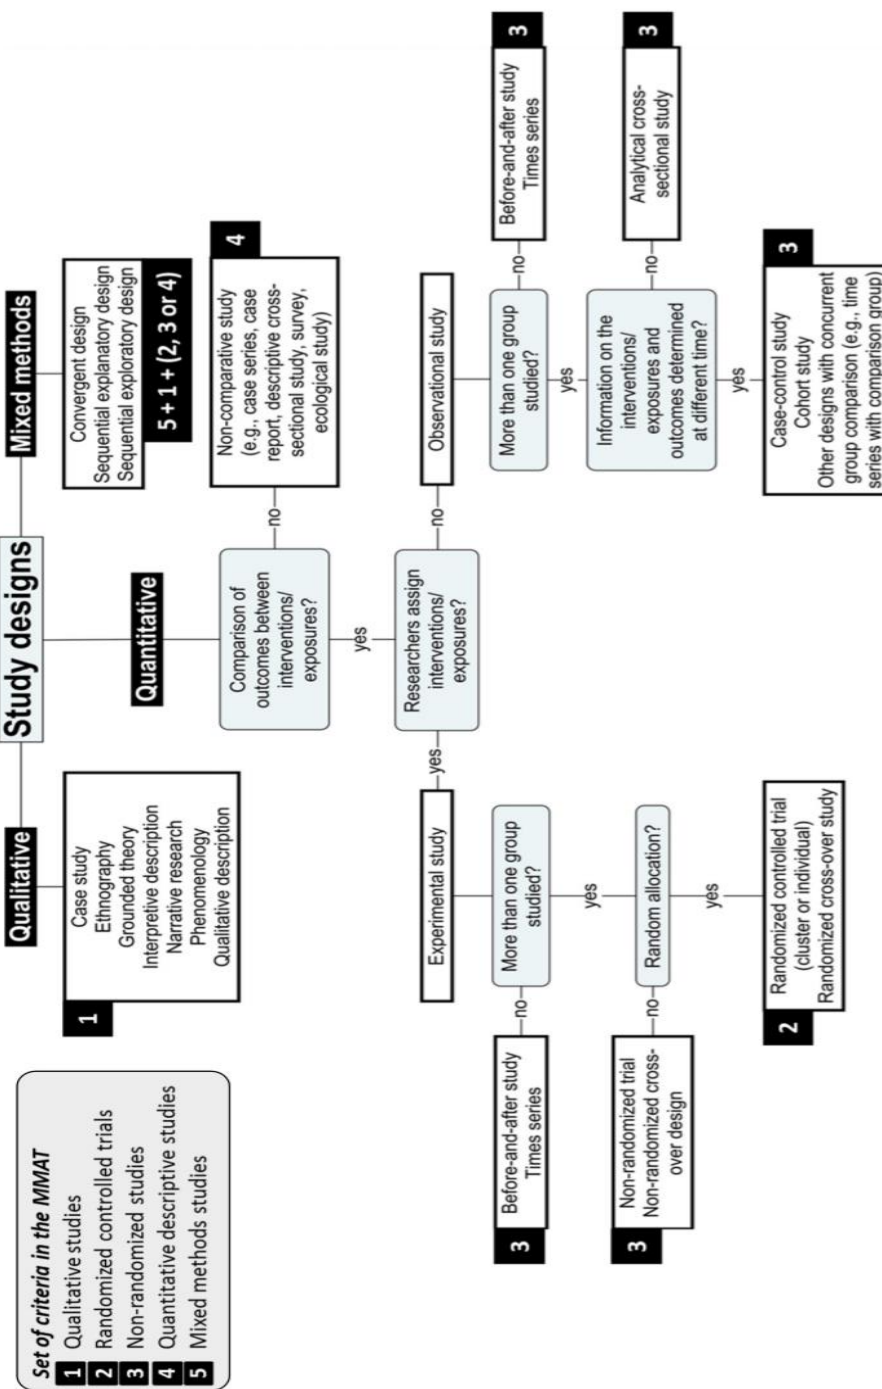 Set of criteria in the MMAT
1 Qualitative studies
2 Randomized controlled trials
3 Non-randomized studies
4 Quantitative descriptive studies
5 Mixed methods studies
Study designs
Qualitative
1
Case study
Ethnography
Grounded theory
Interpretive description
Narrative research
Phenomenology
Qualitative description
Mixed methods
Convergent design
Sequential explanatory design
Sequential exploratory design
5 + 1 + (2, 3 or 4)
Quantitative
Comparison of
outcomes between
interventions/
exposures?
no
4
Non-comparative study
(e.g., case series, case
report, descriptive cross-
sectional study, survey,
ecological study)
yes
Researchers assign
interventions/
exposures?
yes
Experimental study
More than one group
studied?
no
Before-and-after study
Times series
3
yes
Random allocation?
no
Non-randomized trial
Non-randomized cross-
over design
3
yes
Randomized controlled trial
(cluster or individual)
Randomized cross-over study
2
no
Observational study
More than one group
studied?
no
Before-and-after study
Times series
3
yes
Information on the
interventions/
exposures and
outcomes determined
at different time?
no
Analytical cross-
sectional study
3
yes
Case-control study
Cohort study
Other designs with concurrent
group comparison (e.g., time
series with comparison group)
3